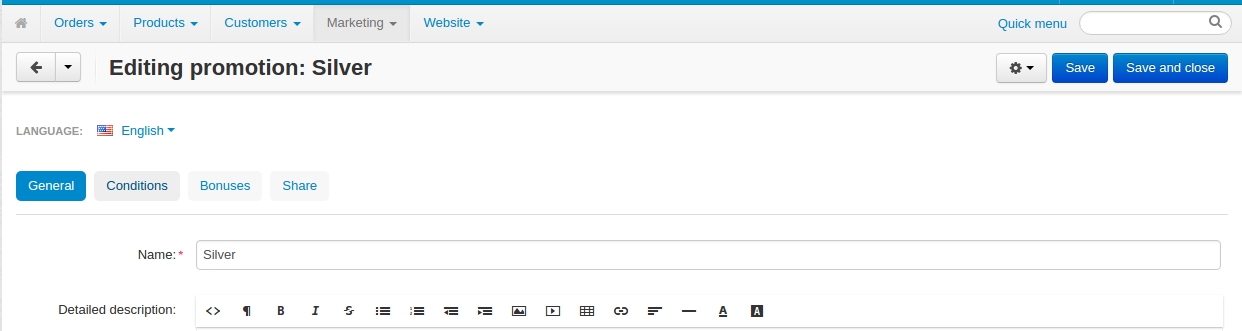 Orders Products Customers Marketing Website Quick menu
Editing promotion: Silver Save Save and close
LANGUAGE: English
General Conditions Bonuses Share
Name:* Silver
Detailed description: <> ¶ B I S A A